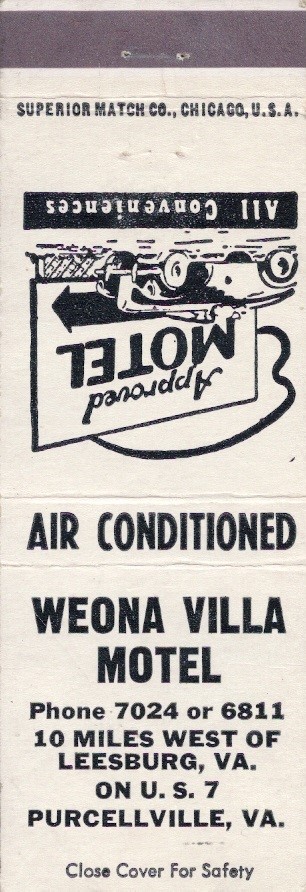 SUPERIOR MATCH CO., CHICAGO, U.S.A.
Approved
MOTEL
All Conveniences
AIR CONDITIONED
WEONA VILLA
MOTEL
Phone 7024 or 6811
10 MILES WEST OF
LEESBURG, VA.
ON U. S. 7
PURCELLVILLE, VA.
Close Cover For Safety